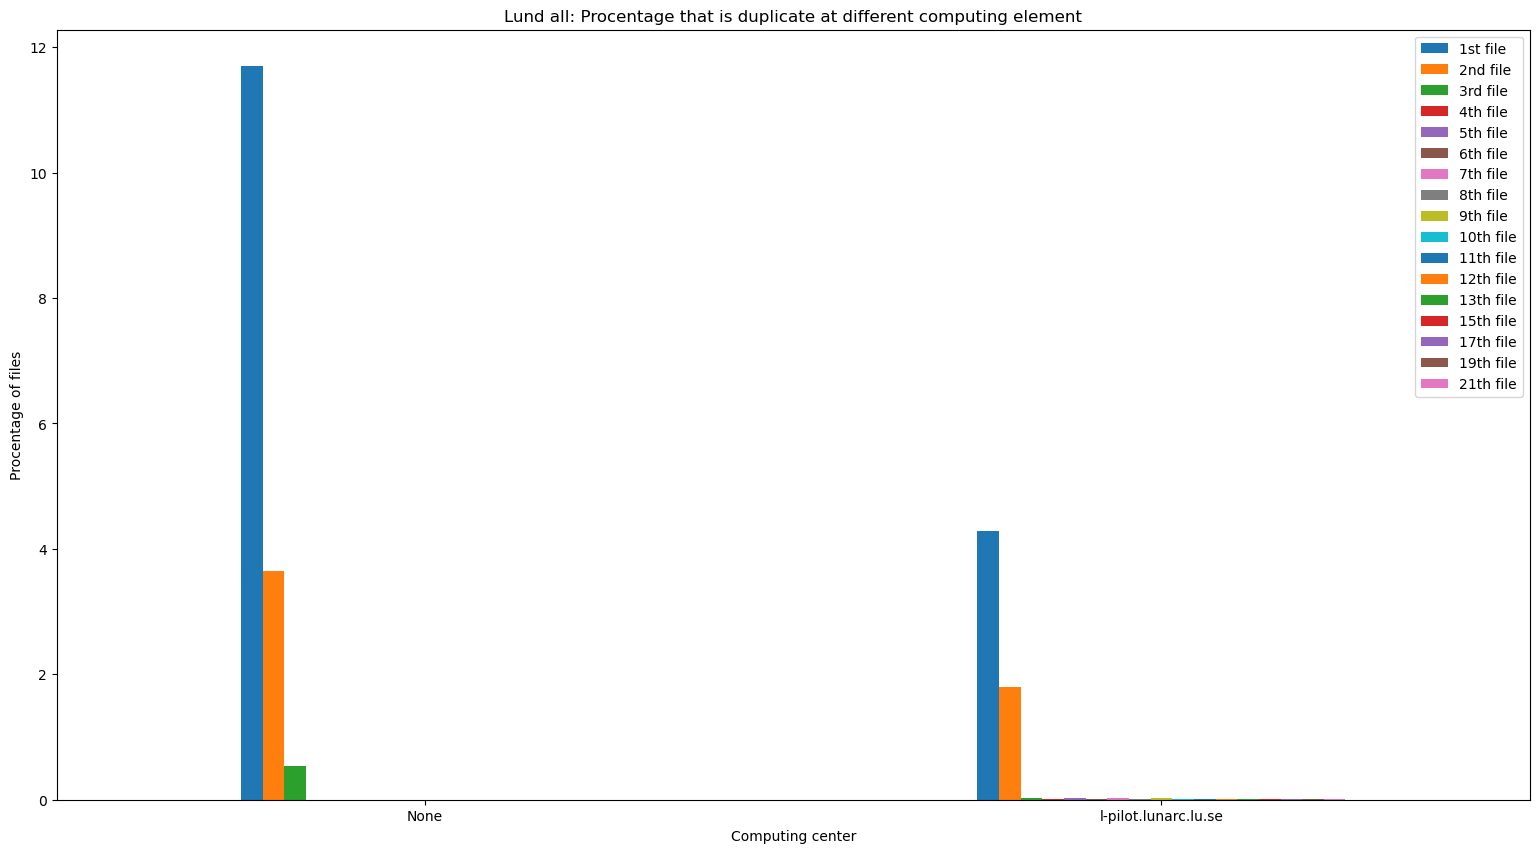 Lund all: Procentage that is duplicate at different computing element
12
10
8
6
4
2
0
Procentage of files
None
l-pilot.lunarc.lu.se
Computing center
1st file
2nd file
3rd file
4th file
5th file
6th file
7th file
8th file
9th file
10th file
11th file
12th file
13th file
15th file
17th file
19th file
21th file